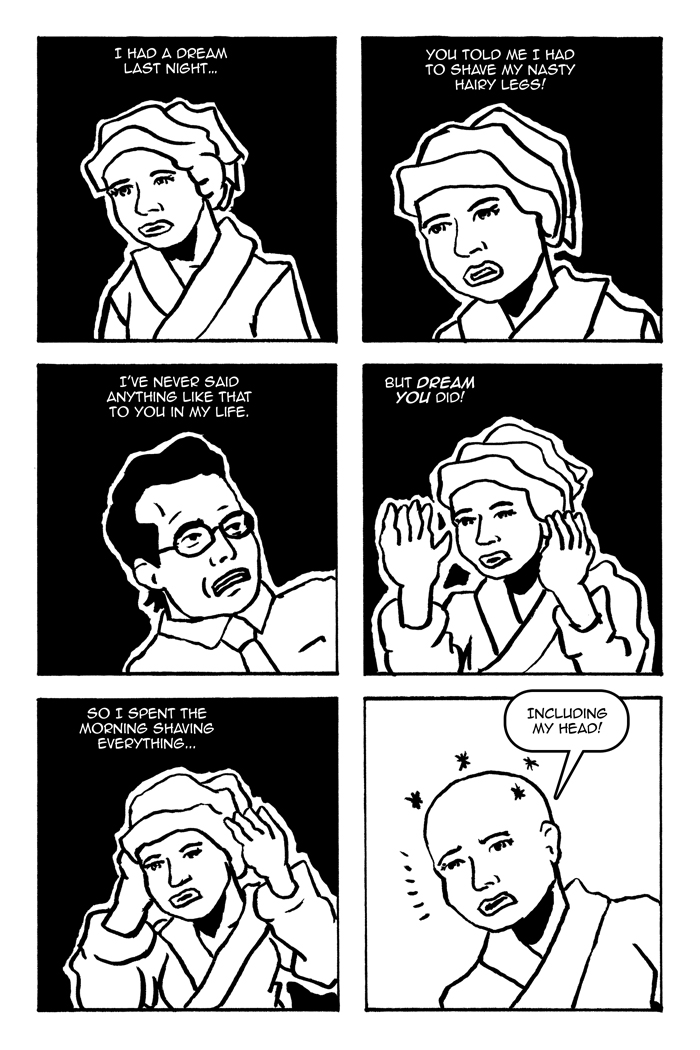 I HAD A DREAM
LAST NIGHT...
YOU TOLD ME I HAD
TO SHAVE MY NASTY
HAIRY LEGS!
I'VE NEVER SAID
ANYTHING LIKE THAT
TO YOU IN MY LIFE.
BUT DREAM
YOU DID!
SO I SPENT THE
MORNING SHAVING
EVERYTHING...
INCLUDING
MY HEAD!